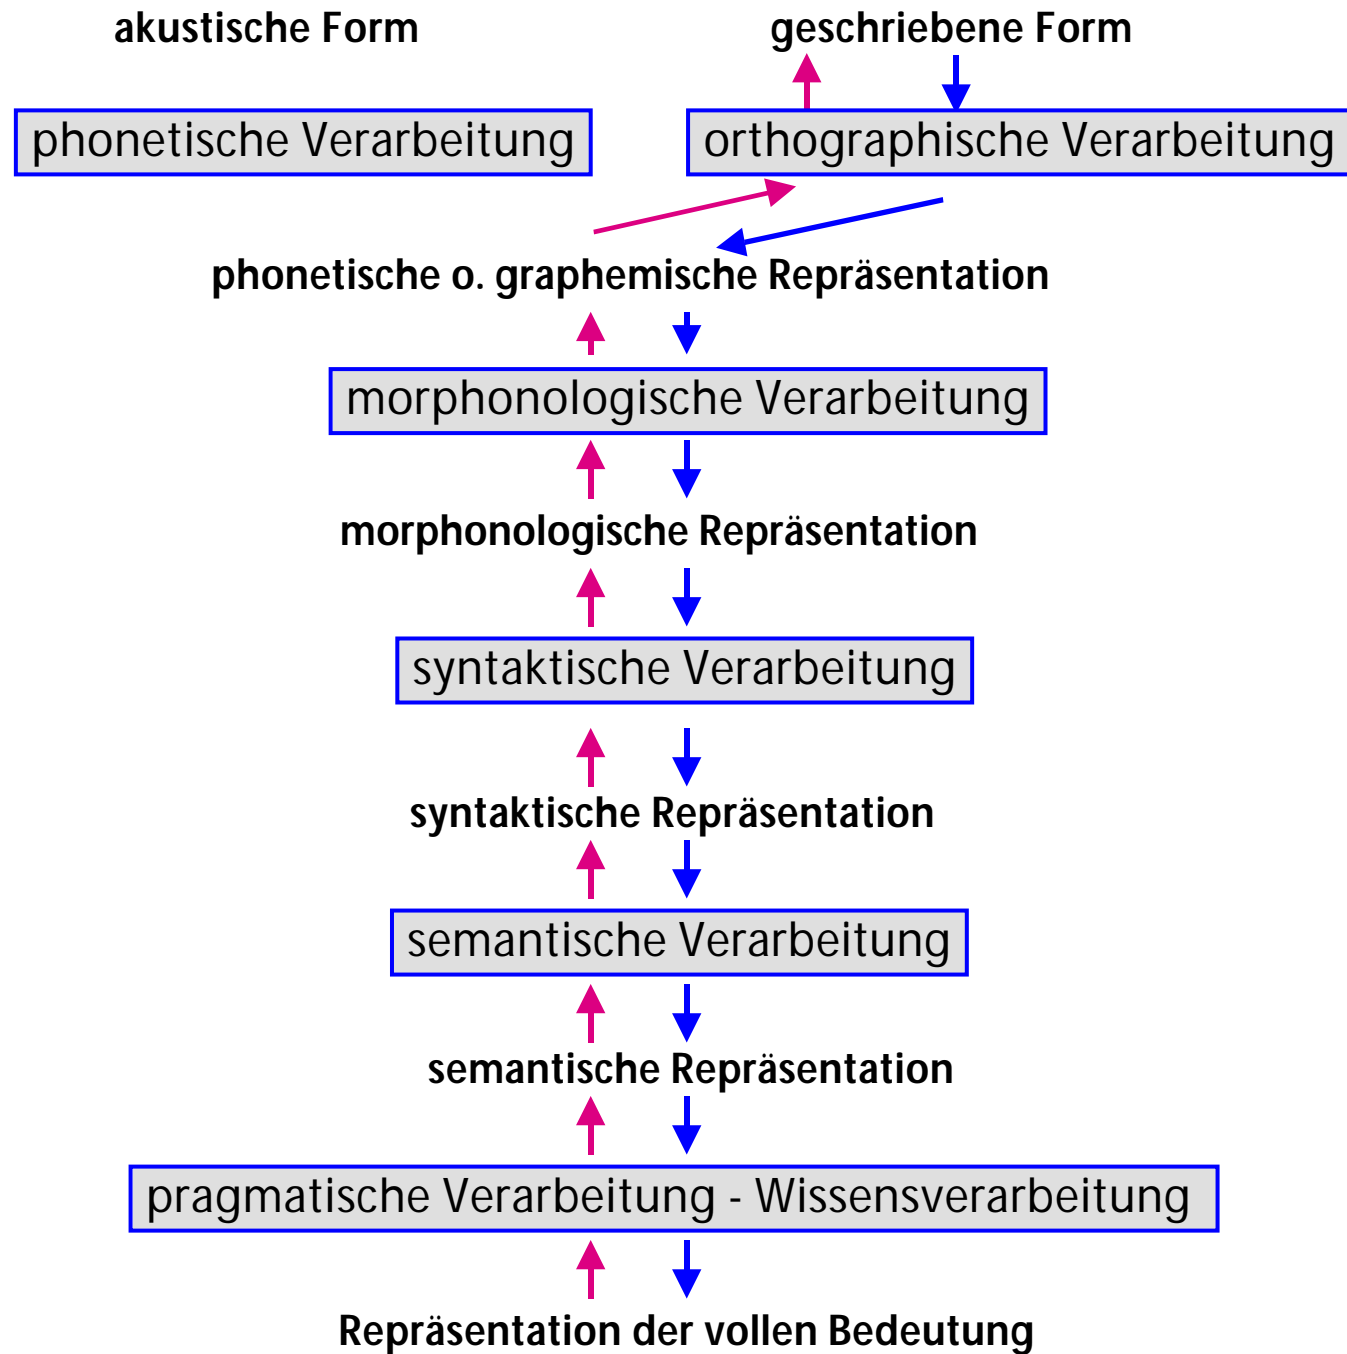 akustische Form
geschriebene Form
phonetische Verarbeitung
orthographische Verarbeitung
phonetische o. graphemische Repräsentation
morphonologische Verarbeitung
morphonologische Repräsentation
syntaktische Verarbeitung
syntaktische Repräsentation
semantische Verarbeitung
semantische Repräsentation
pragmatische Verarbeitung - Wissensverarbeitung
Repräsentation der vollen Bedeutung